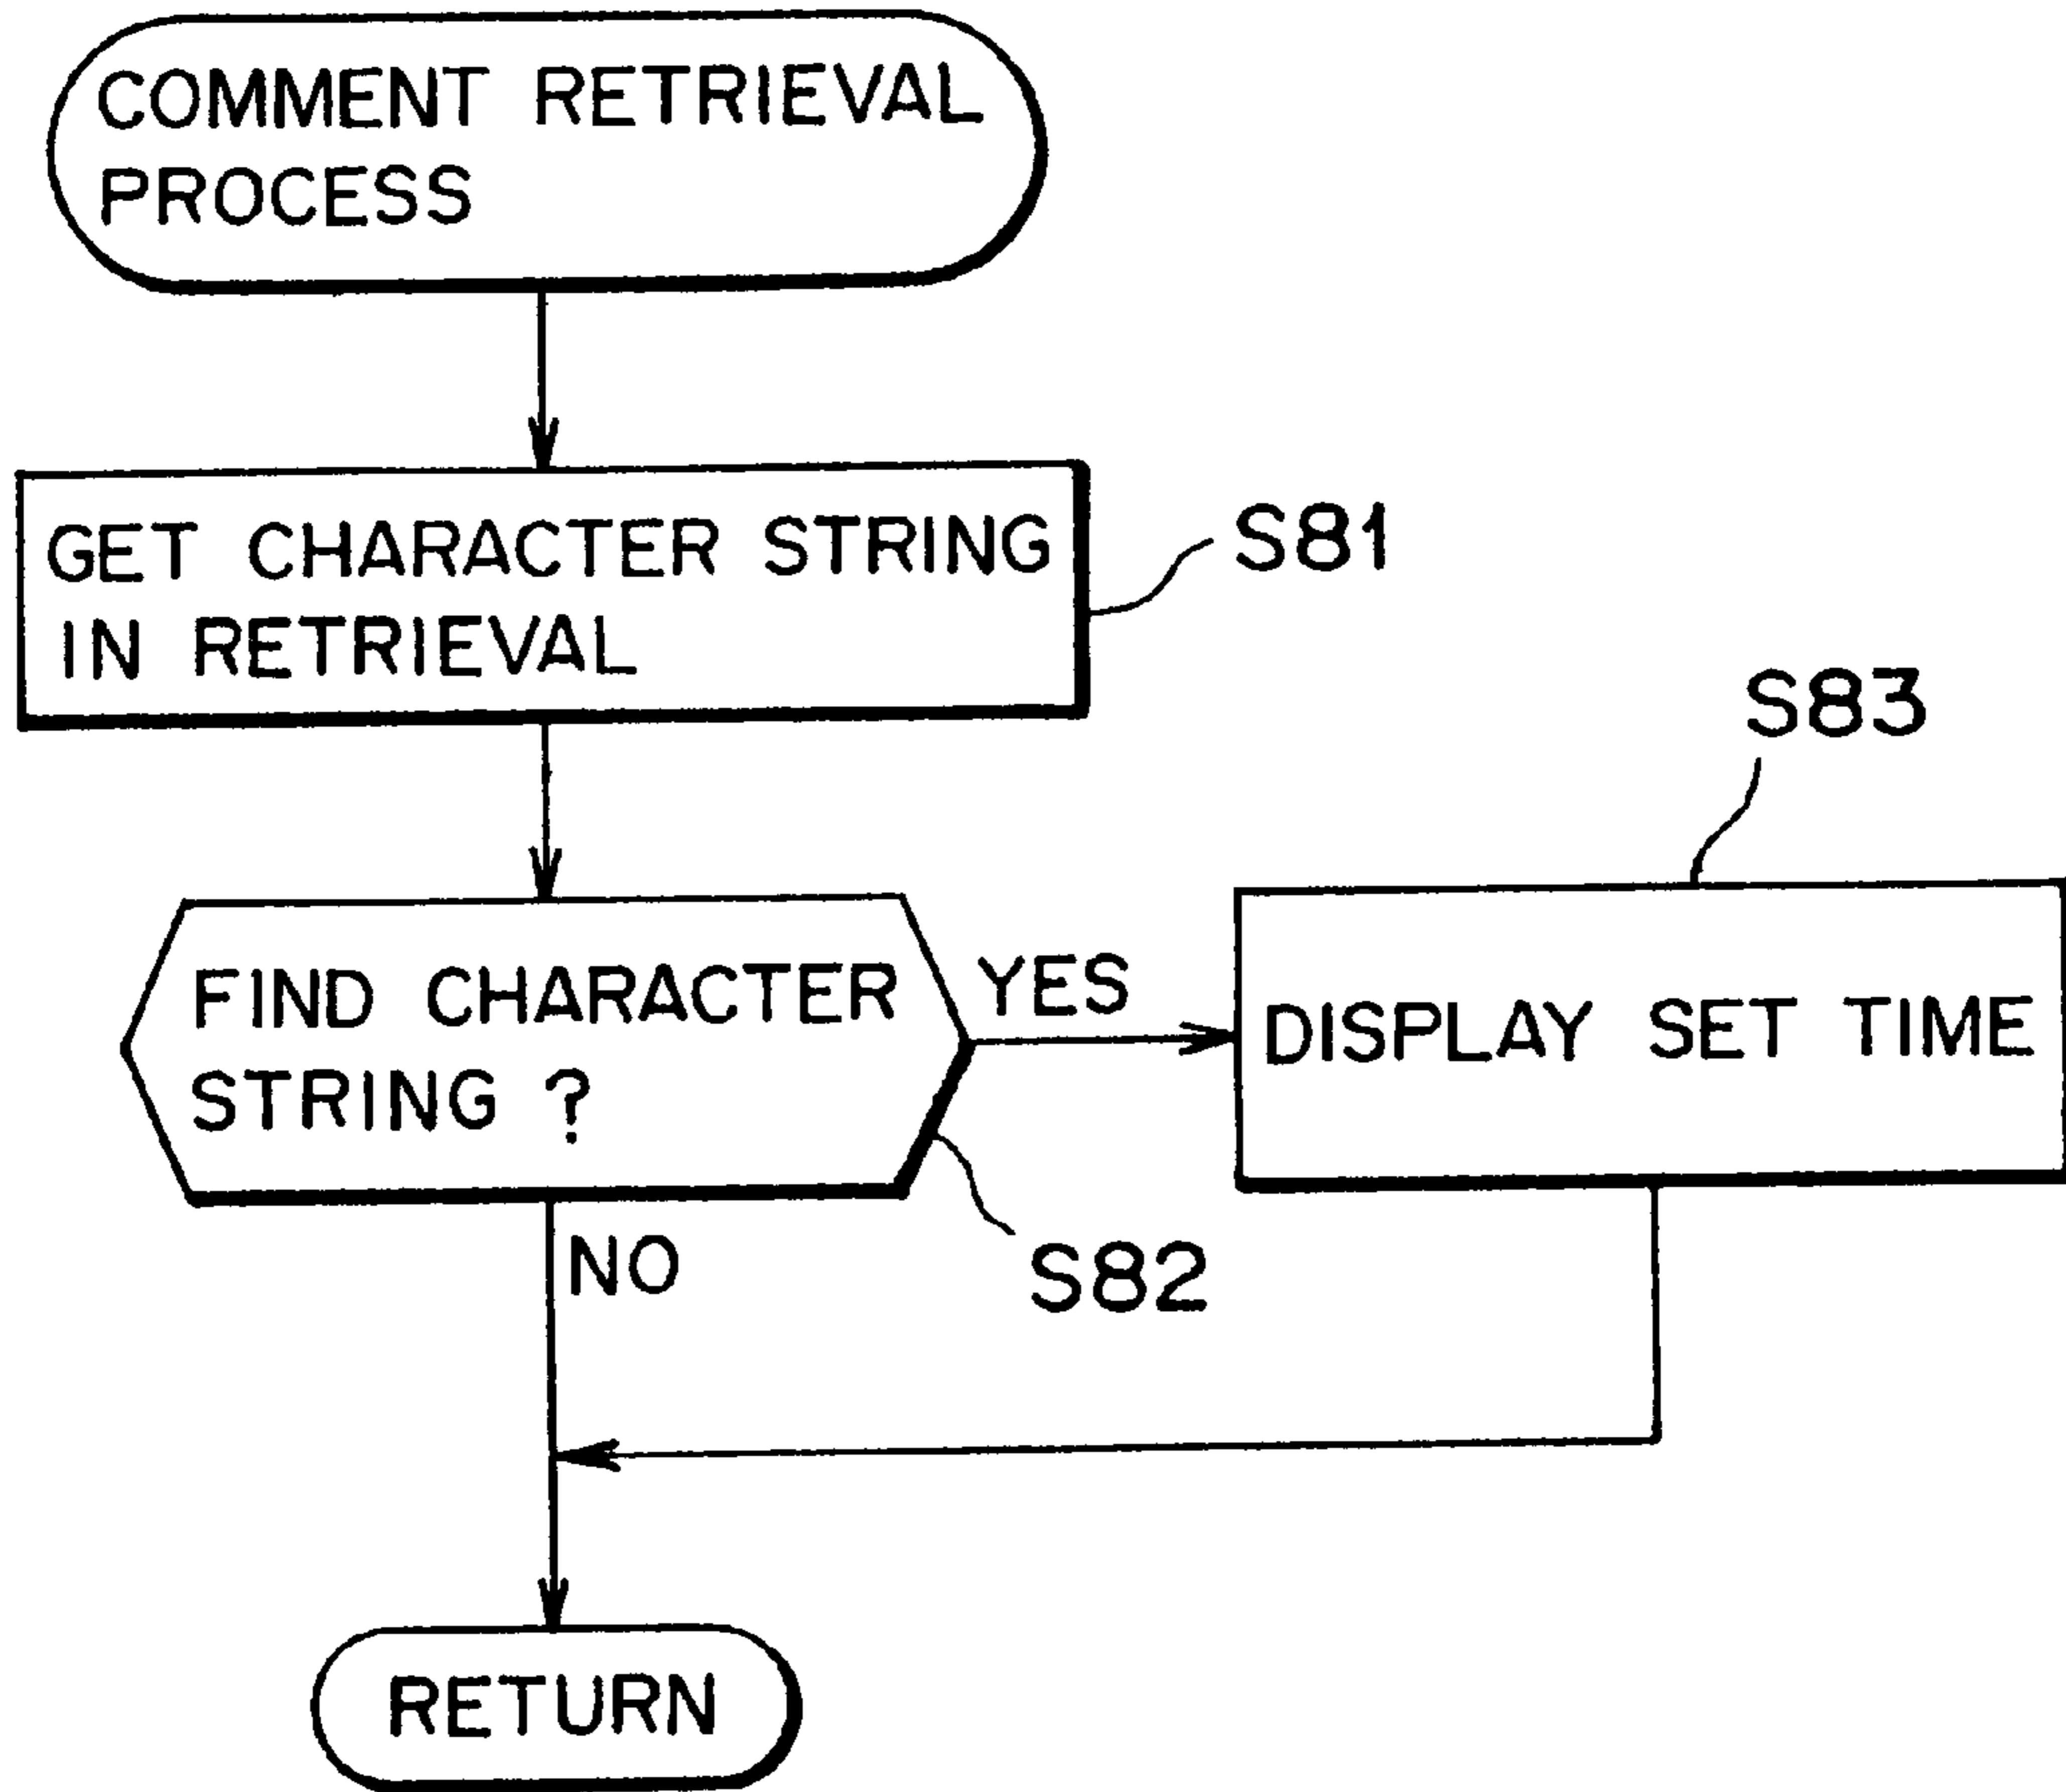 COMMENT RETRIEVAL
PROCESS
GET CHARACTER STRING
IN RETRIEVAL
S81
S83
FIND CHARACTER
STRING ?
YES
DISPLAY SET TIME
NO
S82
RETURN